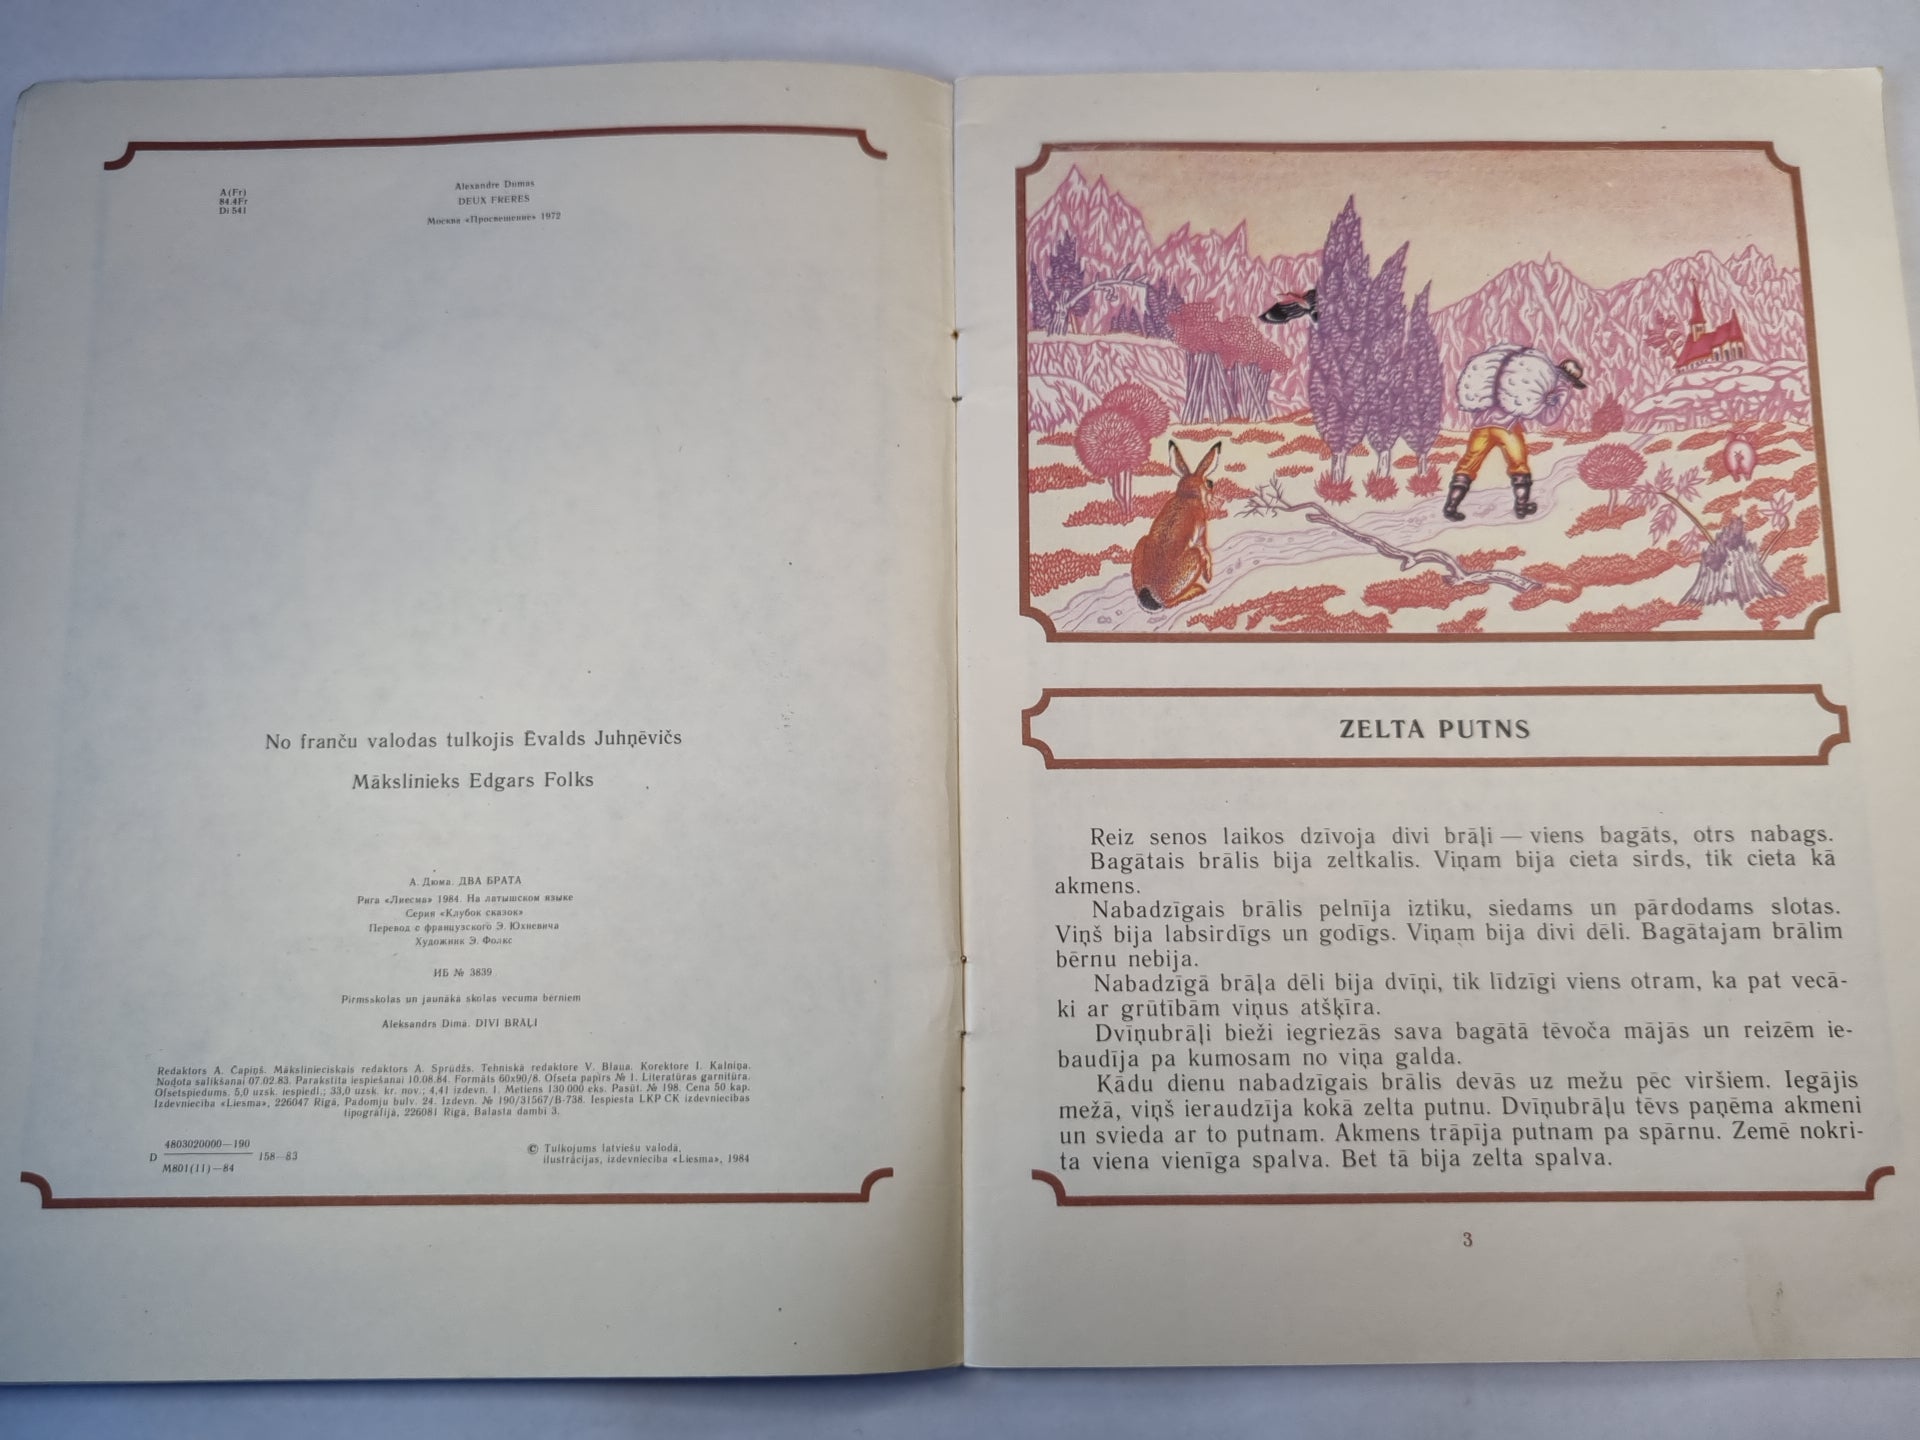 A(Fr)
84.4Fr
Di 541
Alexandre Dumas
DEUX FRERES
Москва «Просвещение» 1972
No franču valodas tulkojis Ēvalds Juhņēvičs
Mākslinieks Edgars Folks
А. Дюма. ДВА БРАТА
Рига «Лиесма» 1984. На латышском языке
Серия «Клубок сказок»
Перевод с французского Э. Юхневича
Художник Э. Фолкс
ИБ № 3839
Pirmsskolas un jaunākā skolas vecuma bērniem
Aleksandrs Dimā. DIVI BRĀĻI
Redaktors A. Čapiņš. Mākslinieciskais redaktors A. Sprūdžs. Tehniskā redaktore V. Blaua. Korektore I. Kalniņa.
Nodota salikšanai 07.02.83. Parakstīta iespiešanai 10.08.84. Formāts 60x90/8. Ofseta papīrs № 1. Literatūras garnitūra.
Ofsetspiedums. 5,0 uzsk. iespiedl.; 33,0 uzsk. kr. nov.; 4,41 izdevn. l. Metiens 130 000 eks. Pasūt. № 198. Cena 50 kap.
Izdevniecība «Liesma», 226047 Rīgā, Padomju bulv. 24. Izdevn. № 190/31567/B-738. Iespiesta LKP CK izdevniecības
tipogrāfijā, 226081 Rīgā, Balasta dambī 3.
D 4803020000—190 158—83
M801(11)—84
© Tulkojums latviešu valodā,
ilustrācijas, izdevniecība «Liesma», 1984
ZELTA PUTNS
Reiz senos laikos dzīvoja divi brāļi — viens bagāts, otrs nabags.
Bagātais brālis bija zeltkalis. Viņam bija cieta sirds, tik cieta kā
akmens.
Nabadzīgais brālis pelnīja iztiku, siedams un pārdodams slotas.
Viņš bija labsirdīgs un godīgs. Viņam bija divi dēli. Bagātajam brālim
bērnu nebija.
Nabadzīgā brāļa dēli bija dvīņi, tik līdzīgi viens otram, ka pat vecā-
ki ar grūtībām viņus atšķīra.
Dvīņubrāļi bieži iegriezās sava bagātā tēvoča mājās un reizēm ie-
baudīja pa kumosam no viņa galda.
Kādu dienu nabadzīgais brālis devās uz mežu pēc viršiem. Iegājis
mežā, viņš ieraudzīja kokā zelta putnu. Dvīņubrāļu tēvs paņēma akmeni
un svieda ar to putnam. Akmens trāpīja putnam pa spārnu. Zemē nokri-
ta viena vienīga spalva. Bet tā bija zelta spalva.
3